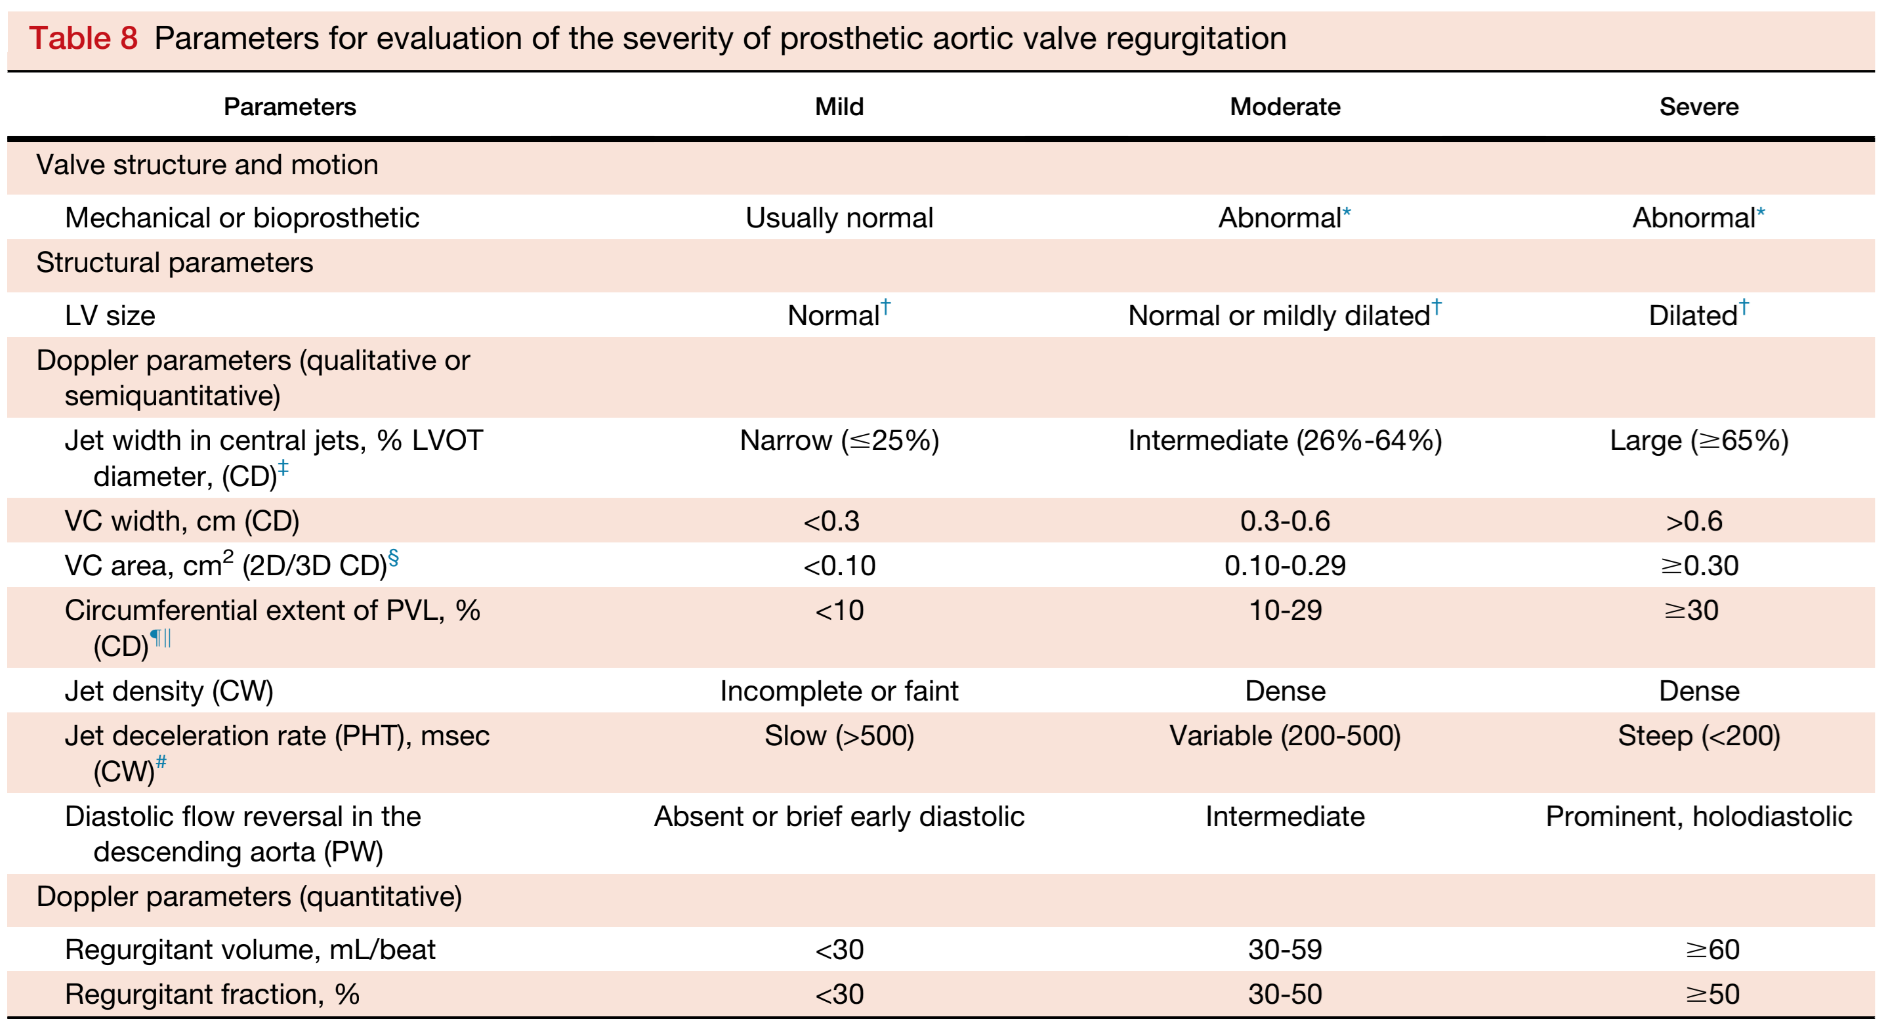 Table 8 Parameters for evaluation of the severity of prosthetic aortic valve regurgitation
Parameters Mild Moderate Severe
Valve structure and motion
Mechanical or bioprosthetic Usually normal Abnormal* Abnormal*
Structural parameters
LV size Normal† Normal or mildly dilated† Dilated†
Doppler parameters (qualitative or
semiquantitative)
Jet width in central jets, % LVOT Narrow (≤25%) Intermediate (26%-64%) Large (≥65%)
diameter, (CD)‡
VC width, cm (CD) <0.3 0.3-0.6 >0.6
VC area, cm² (2D/3D CD)§ <0.10 0.10-0.29 ≥0.30
Circumferential extent of PVL, % <10 10-29 ≥30
(CD)¶||
Jet density (CW) Incomplete or faint Dense Dense
Jet deceleration rate (PHT), msec Slow (>500) Variable (200-500) Steep (<200)
(CW)#
Diastolic flow reversal in the Absent or brief early diastolic Intermediate Prominent, holodiastolic
descending aorta (PW)
Doppler parameters (quantitative)
Regurgitant volume, mL/beat <30 30-59 ≥60
Regurgitant fraction, % <30 30-50 ≥50